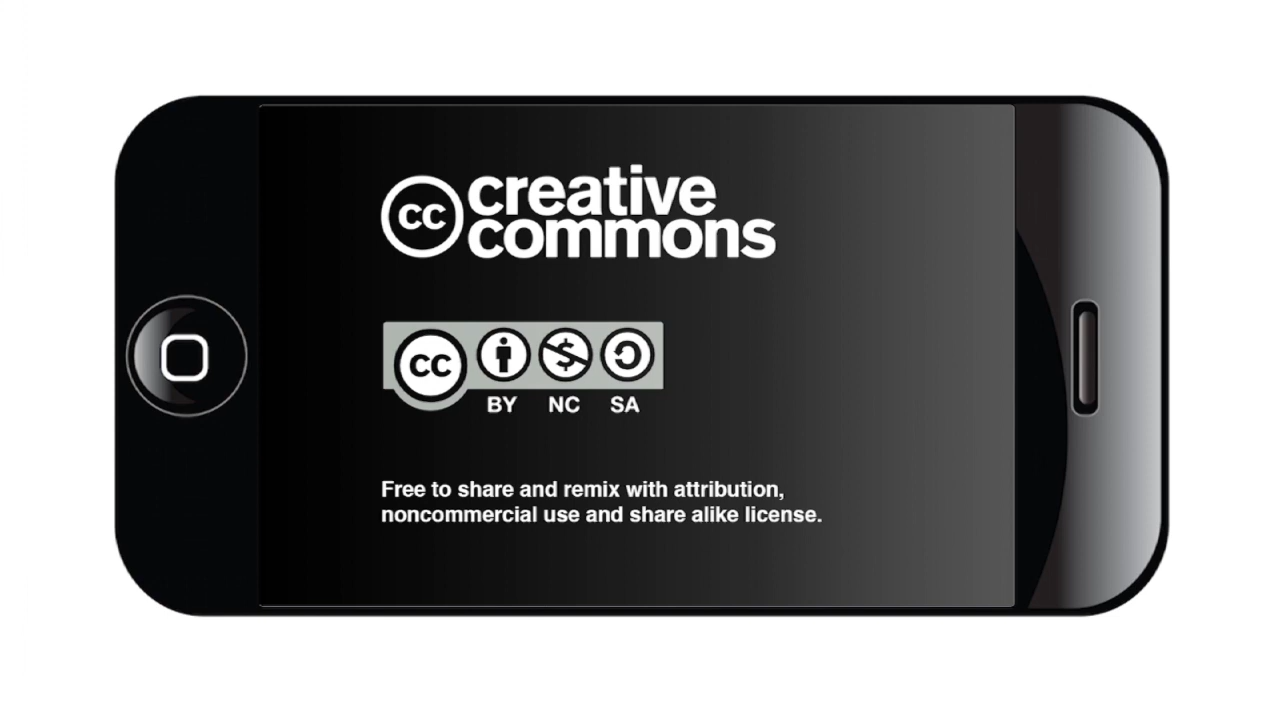 cc creative
commons
cc
BY NC SA
Free to share and remix with attribution,
noncommercial use and share alike license.